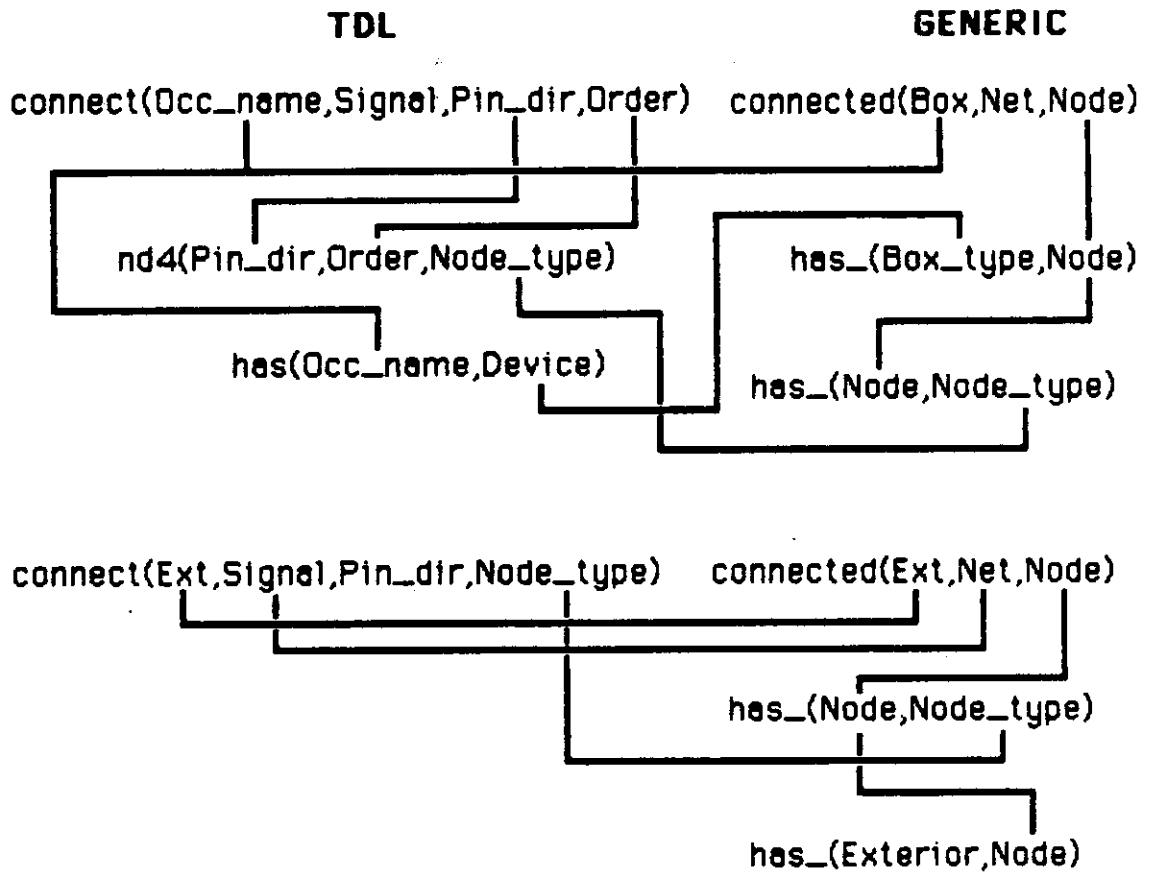 TDL GENERIC
connect(Occ_name,Signal,Pin_dir,Order) connected(Box,Net,Node)
nd4(Pin_dir,Order,Node_type) has_(Box_type,Node)
has(Occ_name,Device) has_(Node,Node_type)
connect(Ext,Signal,Pin_dir,Node_type) connected(Ext,Net,Node)
has_(Node,Node_type)
has_(Exterior,Node)